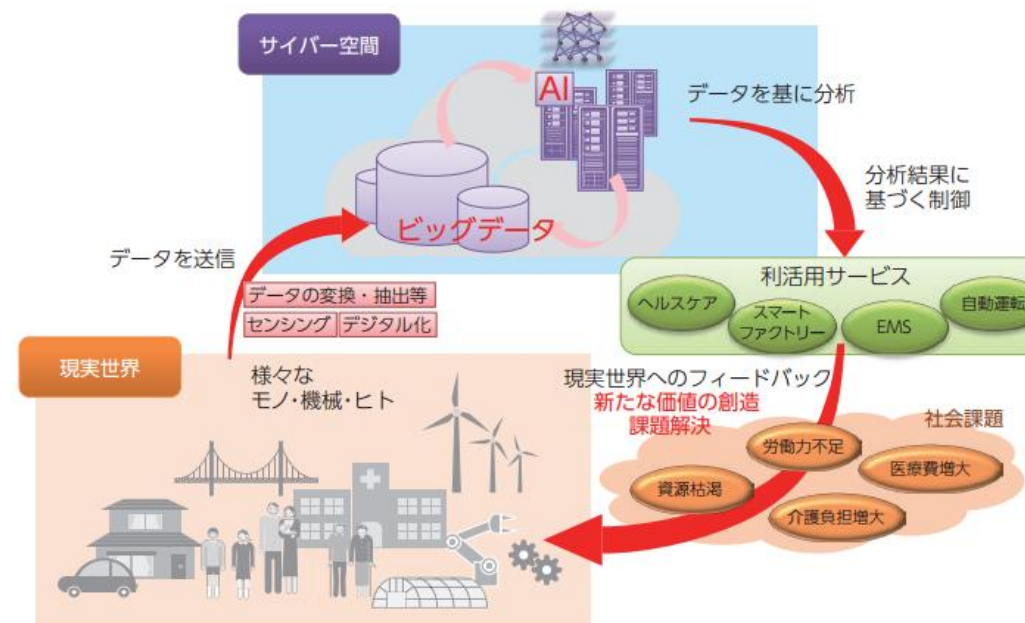 サイバー空間
AI
データを基に分析
分析結果に
基づく制御
ビッグデータ
データを送信
データの変換・抽出等
センシング
デジタル化
利活用サービス
ヘルスケア
スマート
ファクトリー
EMS
自動運転
現実世界
様々な
モノ・機械・ヒト
現実世界へのフィードバック
新たな価値の創造
課題解決
社会課題
労働力不足
医療費増大
資源枯渇
介護負担増大